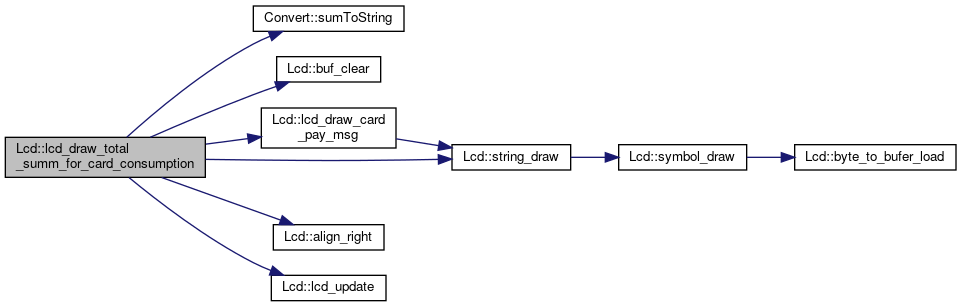 Convert::sumToString
Lcd::buf_clear
Lcd::lcd_draw_card
_pay_msg
Lcd::lcd_draw_total
_summ_for_card_consumption
Lcd::string_draw
Lcd::symbol_draw
Lcd::byte_to_bufer_load
Lcd::align_right
Lcd::lcd_update